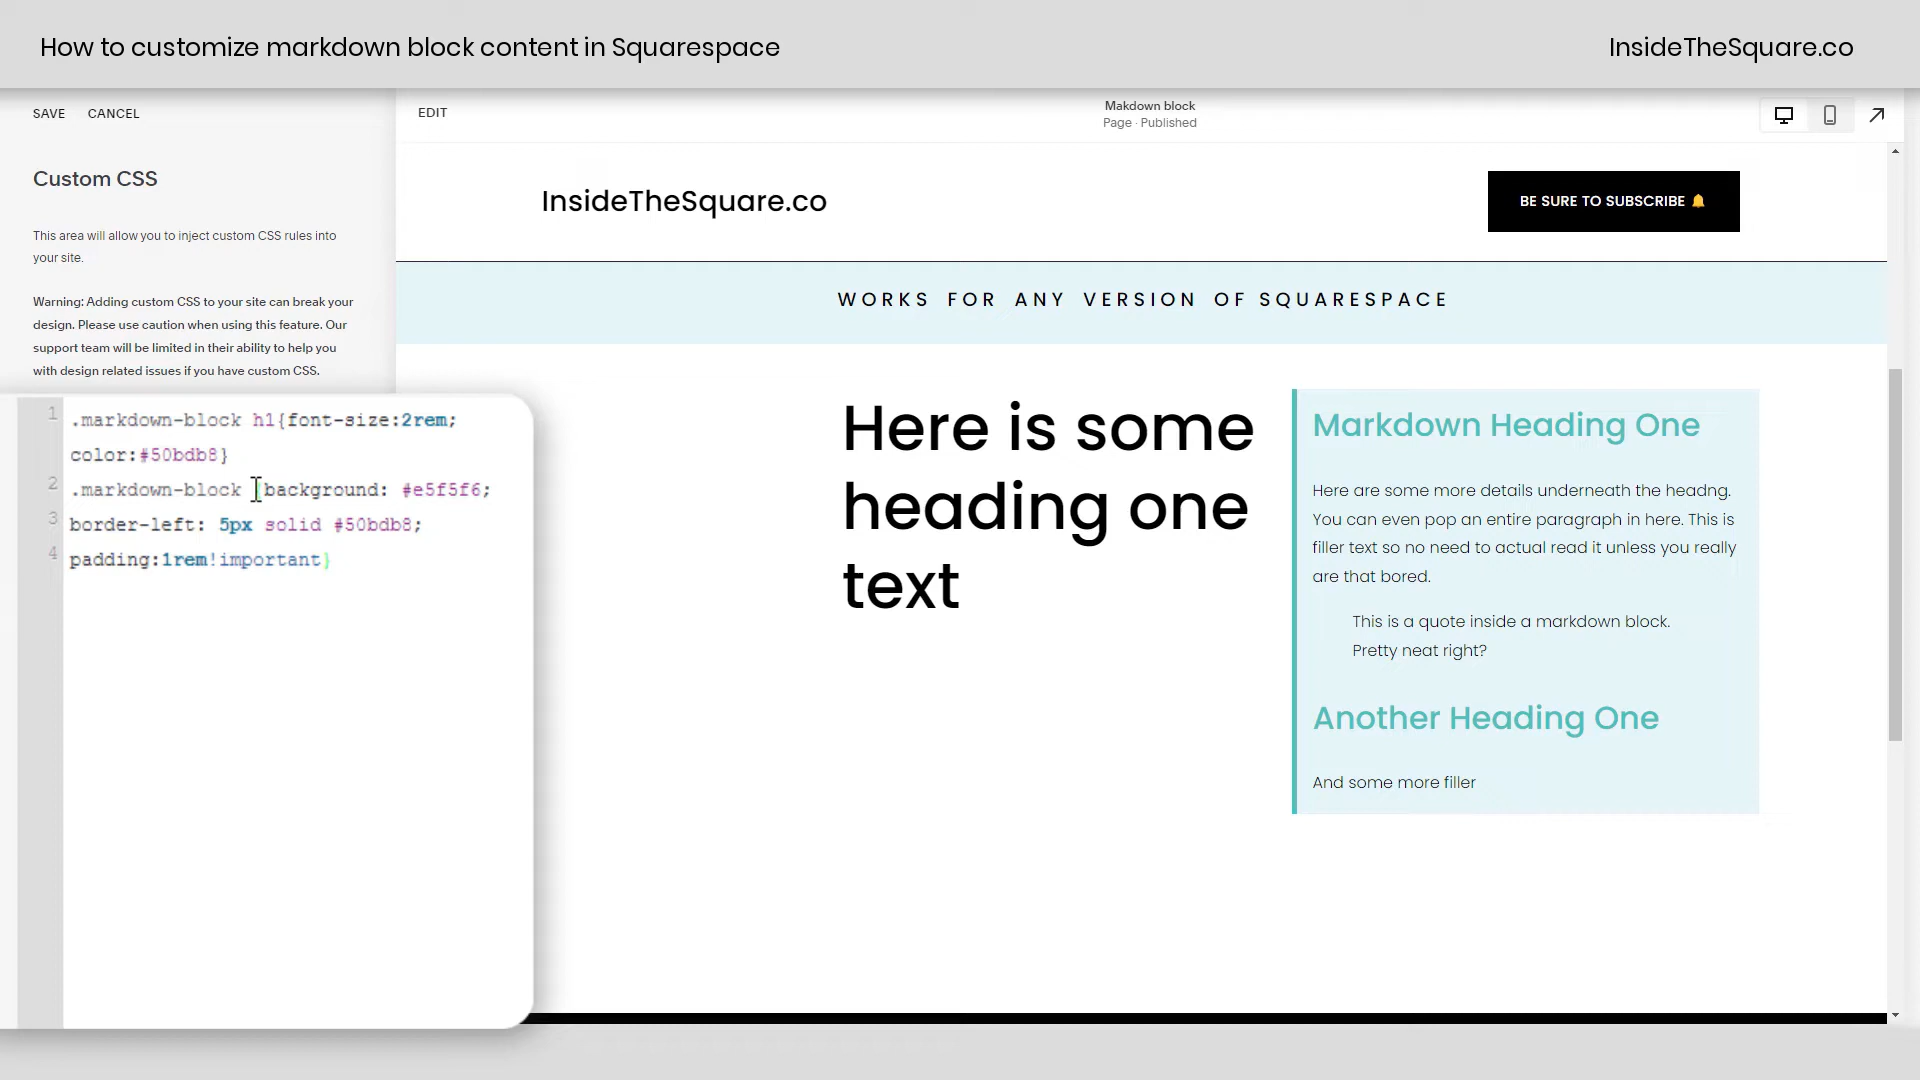 How to customize markdown block content in Squarespace
InsideTheSquare.co
SAVE CANCEL
EDIT
Makdown block
Page · Published
Custom CSS
This area will allow you to inject custom CSS rules into
your site.
Warning: Adding custom CSS to your site can break your
design. Please use caution when using this feature. Our
support team will be limited in their ability to help you
with design related issues if you have custom CSS.
1 .markdown-block h1{font-size:2rem;
color:#50bdb8}
2 .markdown-block {background: #e5f5f6;
3 border-left: 5px solid #50bdb8;
4 padding:1rem!important}
InsideTheSquare.co
BE SURE TO SUBSCRIBE 🔔
WORKS FOR ANY VERSION OF SQUARESPACE
Here is some
heading one
text
Markdown Heading One
Here are some more details underneath the headng.
You can even pop an entire paragraph in here. This is
filler text so no need to actual read it unless you really
are that bored.
This is a quote inside a markdown block.
Pretty neat right?
Another Heading One
And some more filler